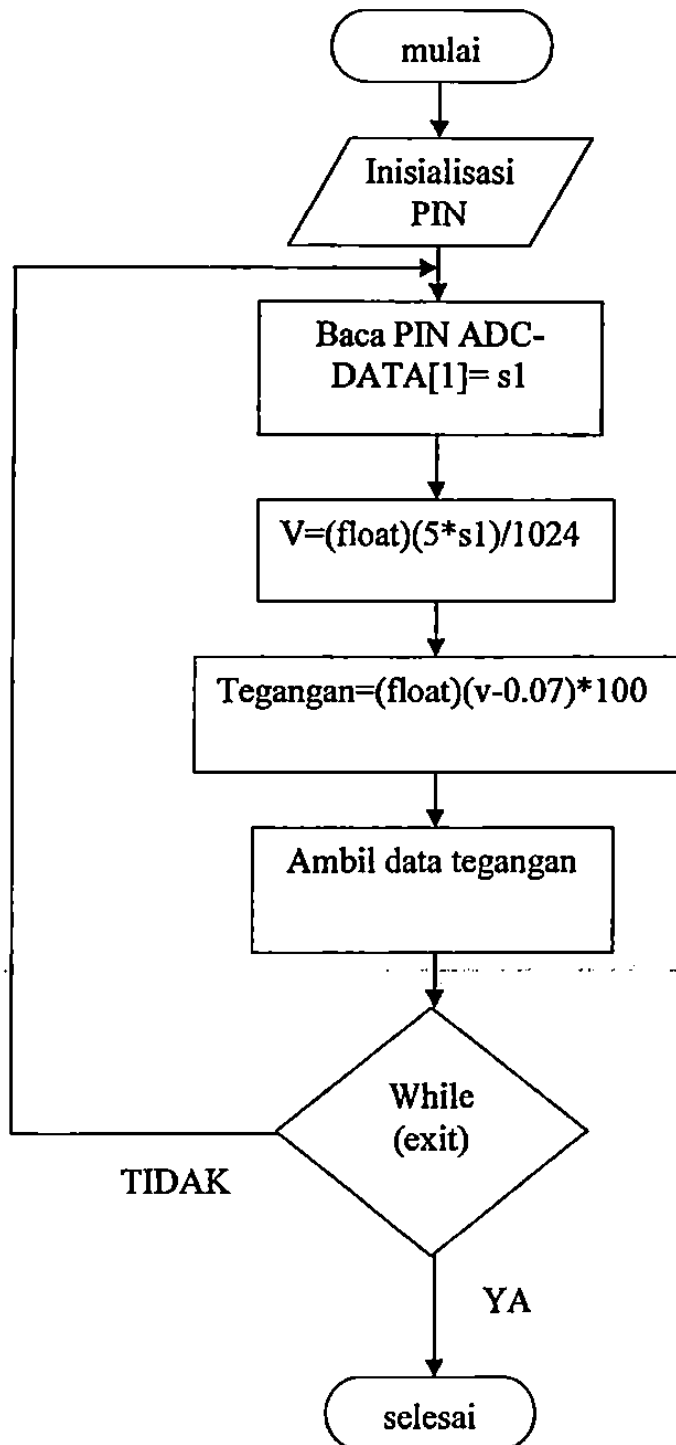 mulai
Inisialisasi
PIN
Baca PIN ADC-
DATA[1]= s1
V=(float)(5*s1)/1024
Tegangan=(float)(v-0.07)*100
Ambil data tegangan
While
(exit)
TIDAK
YA
selesai